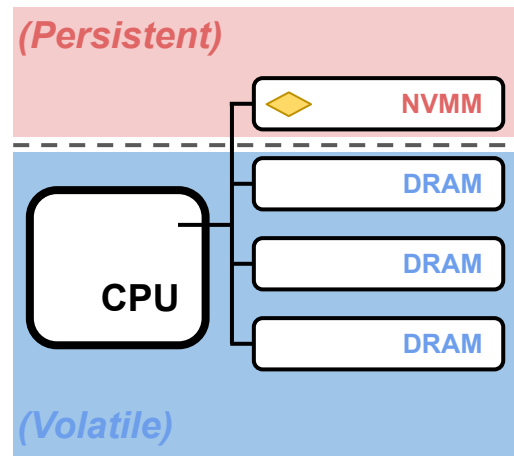 (Persistent)
NVMM
DRAM
DRAM
CPU
DRAM
(Volatile)